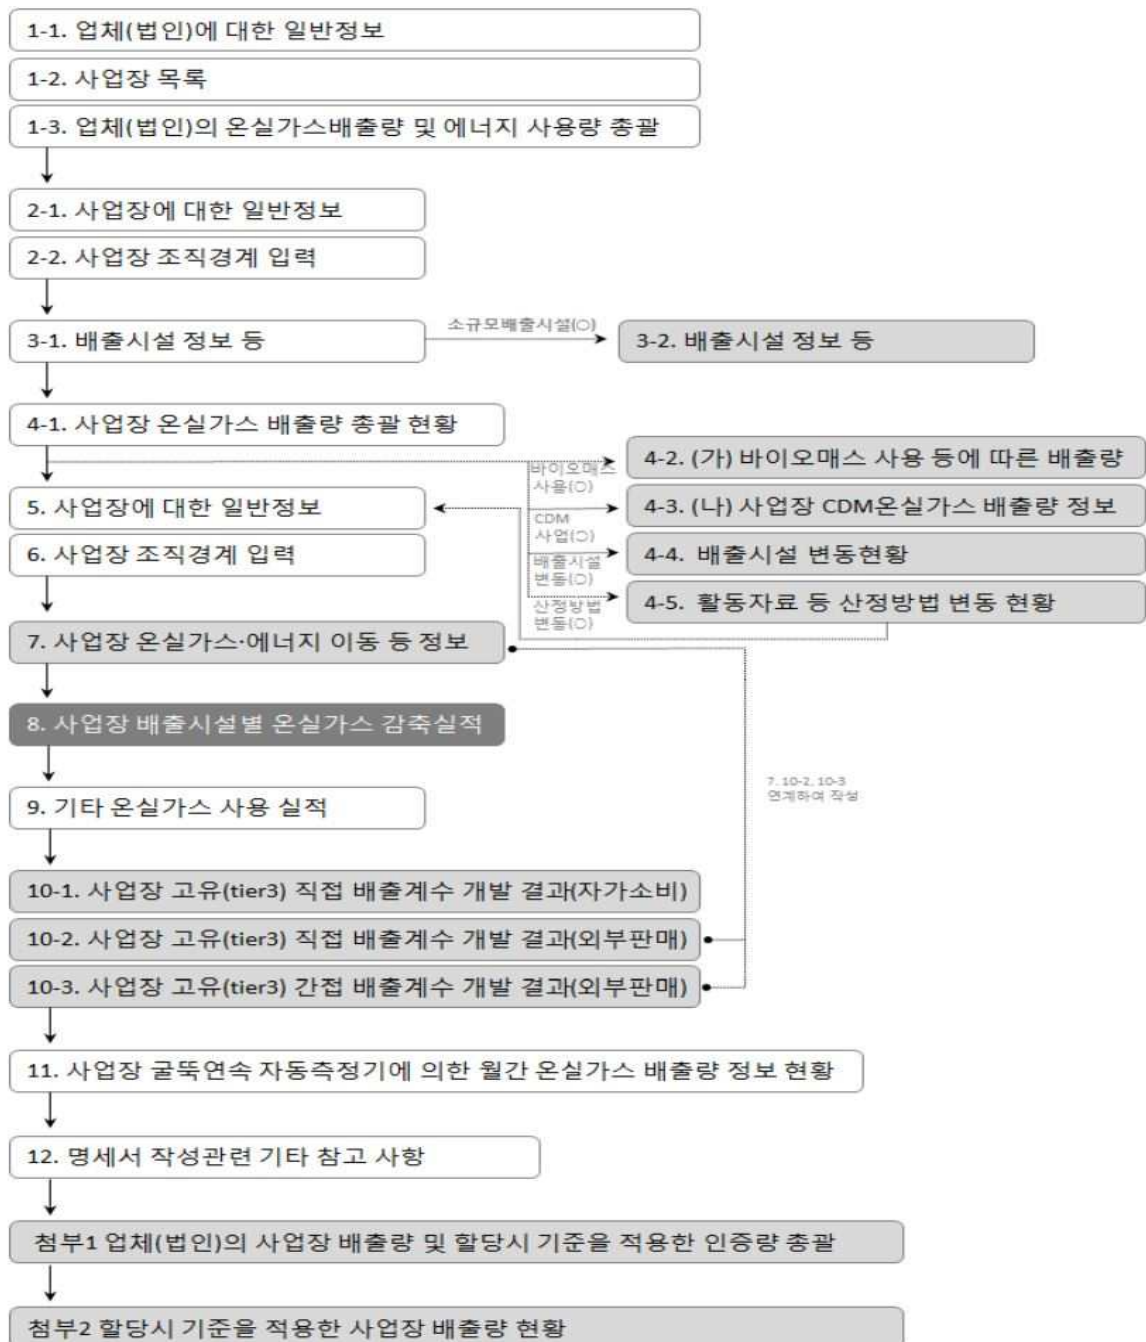 1-1. 업체(법인)에 대한 일반정보
1-2. 사업장 목록
1-3. 업체(법인)의 온실가스배출량 및 에너지 사용량 총괄
2-1. 사업장에 대한 일반정보
2-2. 사업장 조직경계 입력
3-1. 배출시설 정보 등
소규모배출시설(○)
3-2. 배출시설 정보 등
4-1. 사업장 온실가스 배출량 총괄 현황
바이오매스
사용(○)
4-2. (가) 바이오매스 사용 등에 따른 배출량
CDM
사업(○)
4-3. (나) 사업장 CDM온실가스 배출량 정보
배출시설
변동(○)
4-4. 배출시설 변동현황
산정방법
변동(○)
4-5. 활동자료 등 산정방법 변동 현황
5. 사업장에 대한 일반정보
6. 사업장 조직경계 입력
7. 사업장 온실가스·에너지 이동 등 정보
8. 사업장 배출시설별 온실가스 감축실적
7. 10-2, 10-3
연계하여 작성
9. 기타 온실가스 사용 실적
10-1. 사업장 고유(tier3) 직접 배출계수 개발 결과(자가소비)
10-2. 사업장 고유(tier3) 직접 배출계수 개발 결과(외부판매)
10-3. 사업장 고유(tier3) 간접 배출계수 개발 결과(외부판매)
11. 사업장 굴뚝연속 자동측정기에 의한 월간 온실가스 배출량 정보 현황
12. 명세서 작성관련 기타 참고 사항
첨부1 업체(법인)의 사업장 배출량 및 할당시 기준을 적용한 인증량 총괄
첨부2 할당시 기준을 적용한 사업장 배출량 현황